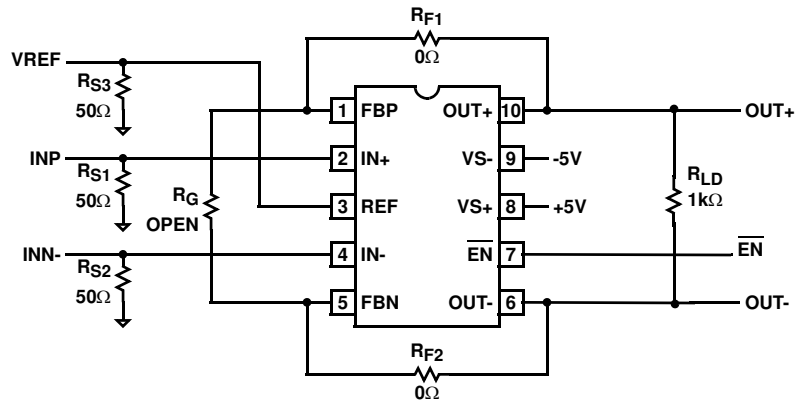 RF1
0Ω
VREF
RS3
50Ω
1 FBP OUT+ 10 OUT+
INP
2 IN+ VS- 9 -5V
RS1
50Ω
RG
OPEN
RLD
1kΩ
3 REF VS+ 8 +5V
INN-
4 IN- EN 7 EN
RS2
50Ω
5 FBN OUT- 6 OUT-
RF2
0Ω